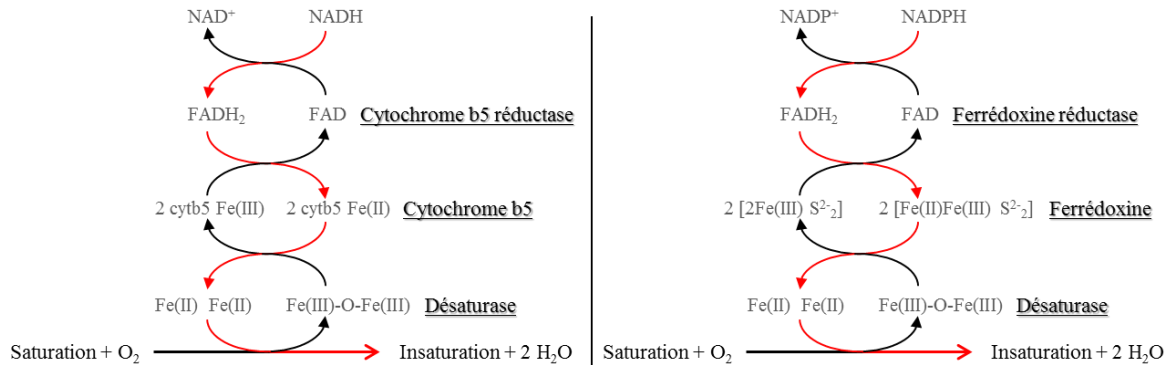 NAD⁺ NADH
FADH₂ FAD Cytochrome b5 réductase
2 cytb5 Fe(III) 2 cytb5 Fe(II) Cytochrome b5
Fe(II) Fe(II) Fe(III)-O-Fe(III) Désaturase
Saturation + O₂ Insaturation + 2 H₂O
NADP⁺ NADPH
FADH₂ FAD Ferrédoxine réductase
2 [2Fe(III) S²⁻₂] 2 [Fe(II)Fe(III) S²⁻₂] Ferrédoxine
Fe(II) Fe(II) Fe(III)-O-Fe(III) Désaturase
Saturation + O₂ Insaturation + 2 H₂O